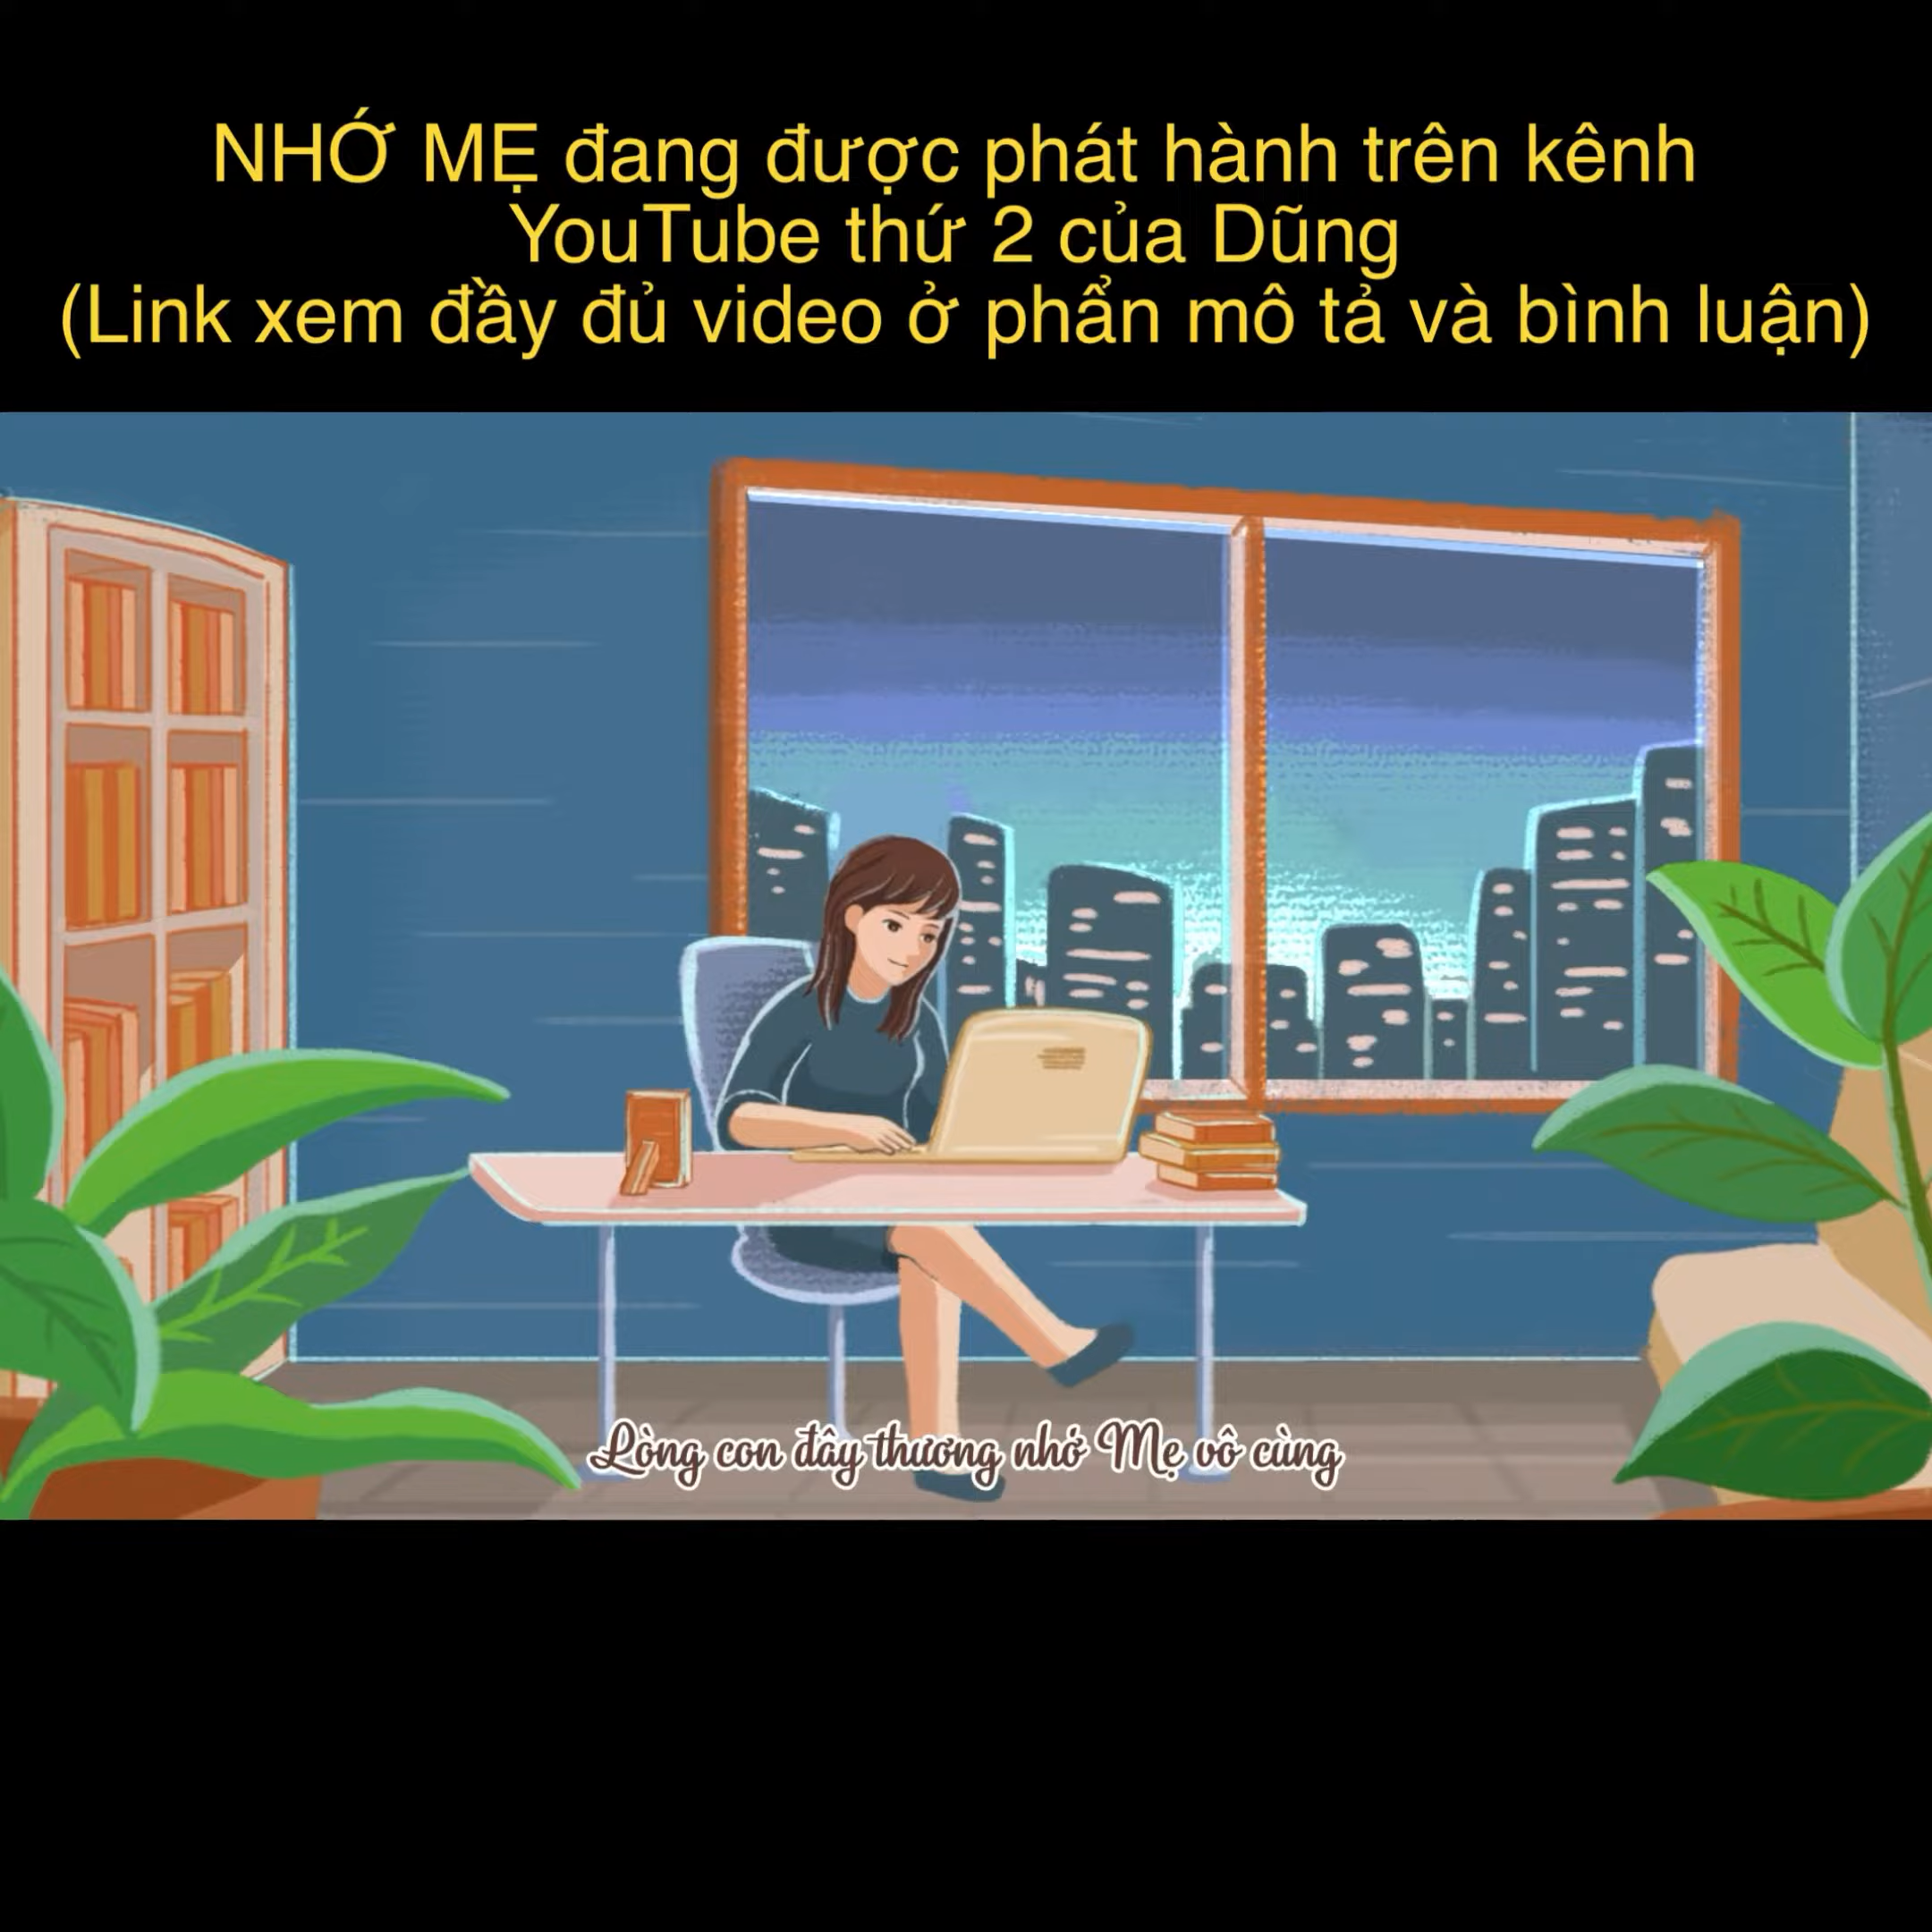 NHỚ MẸ đang được phát hành trên kênh
YouTube thứ 2 của Dũng
(Link xem đầy đủ video ở phẩn mô tả và bình luận)
Lòng con đây thương nhớ Mẹ vô cùng